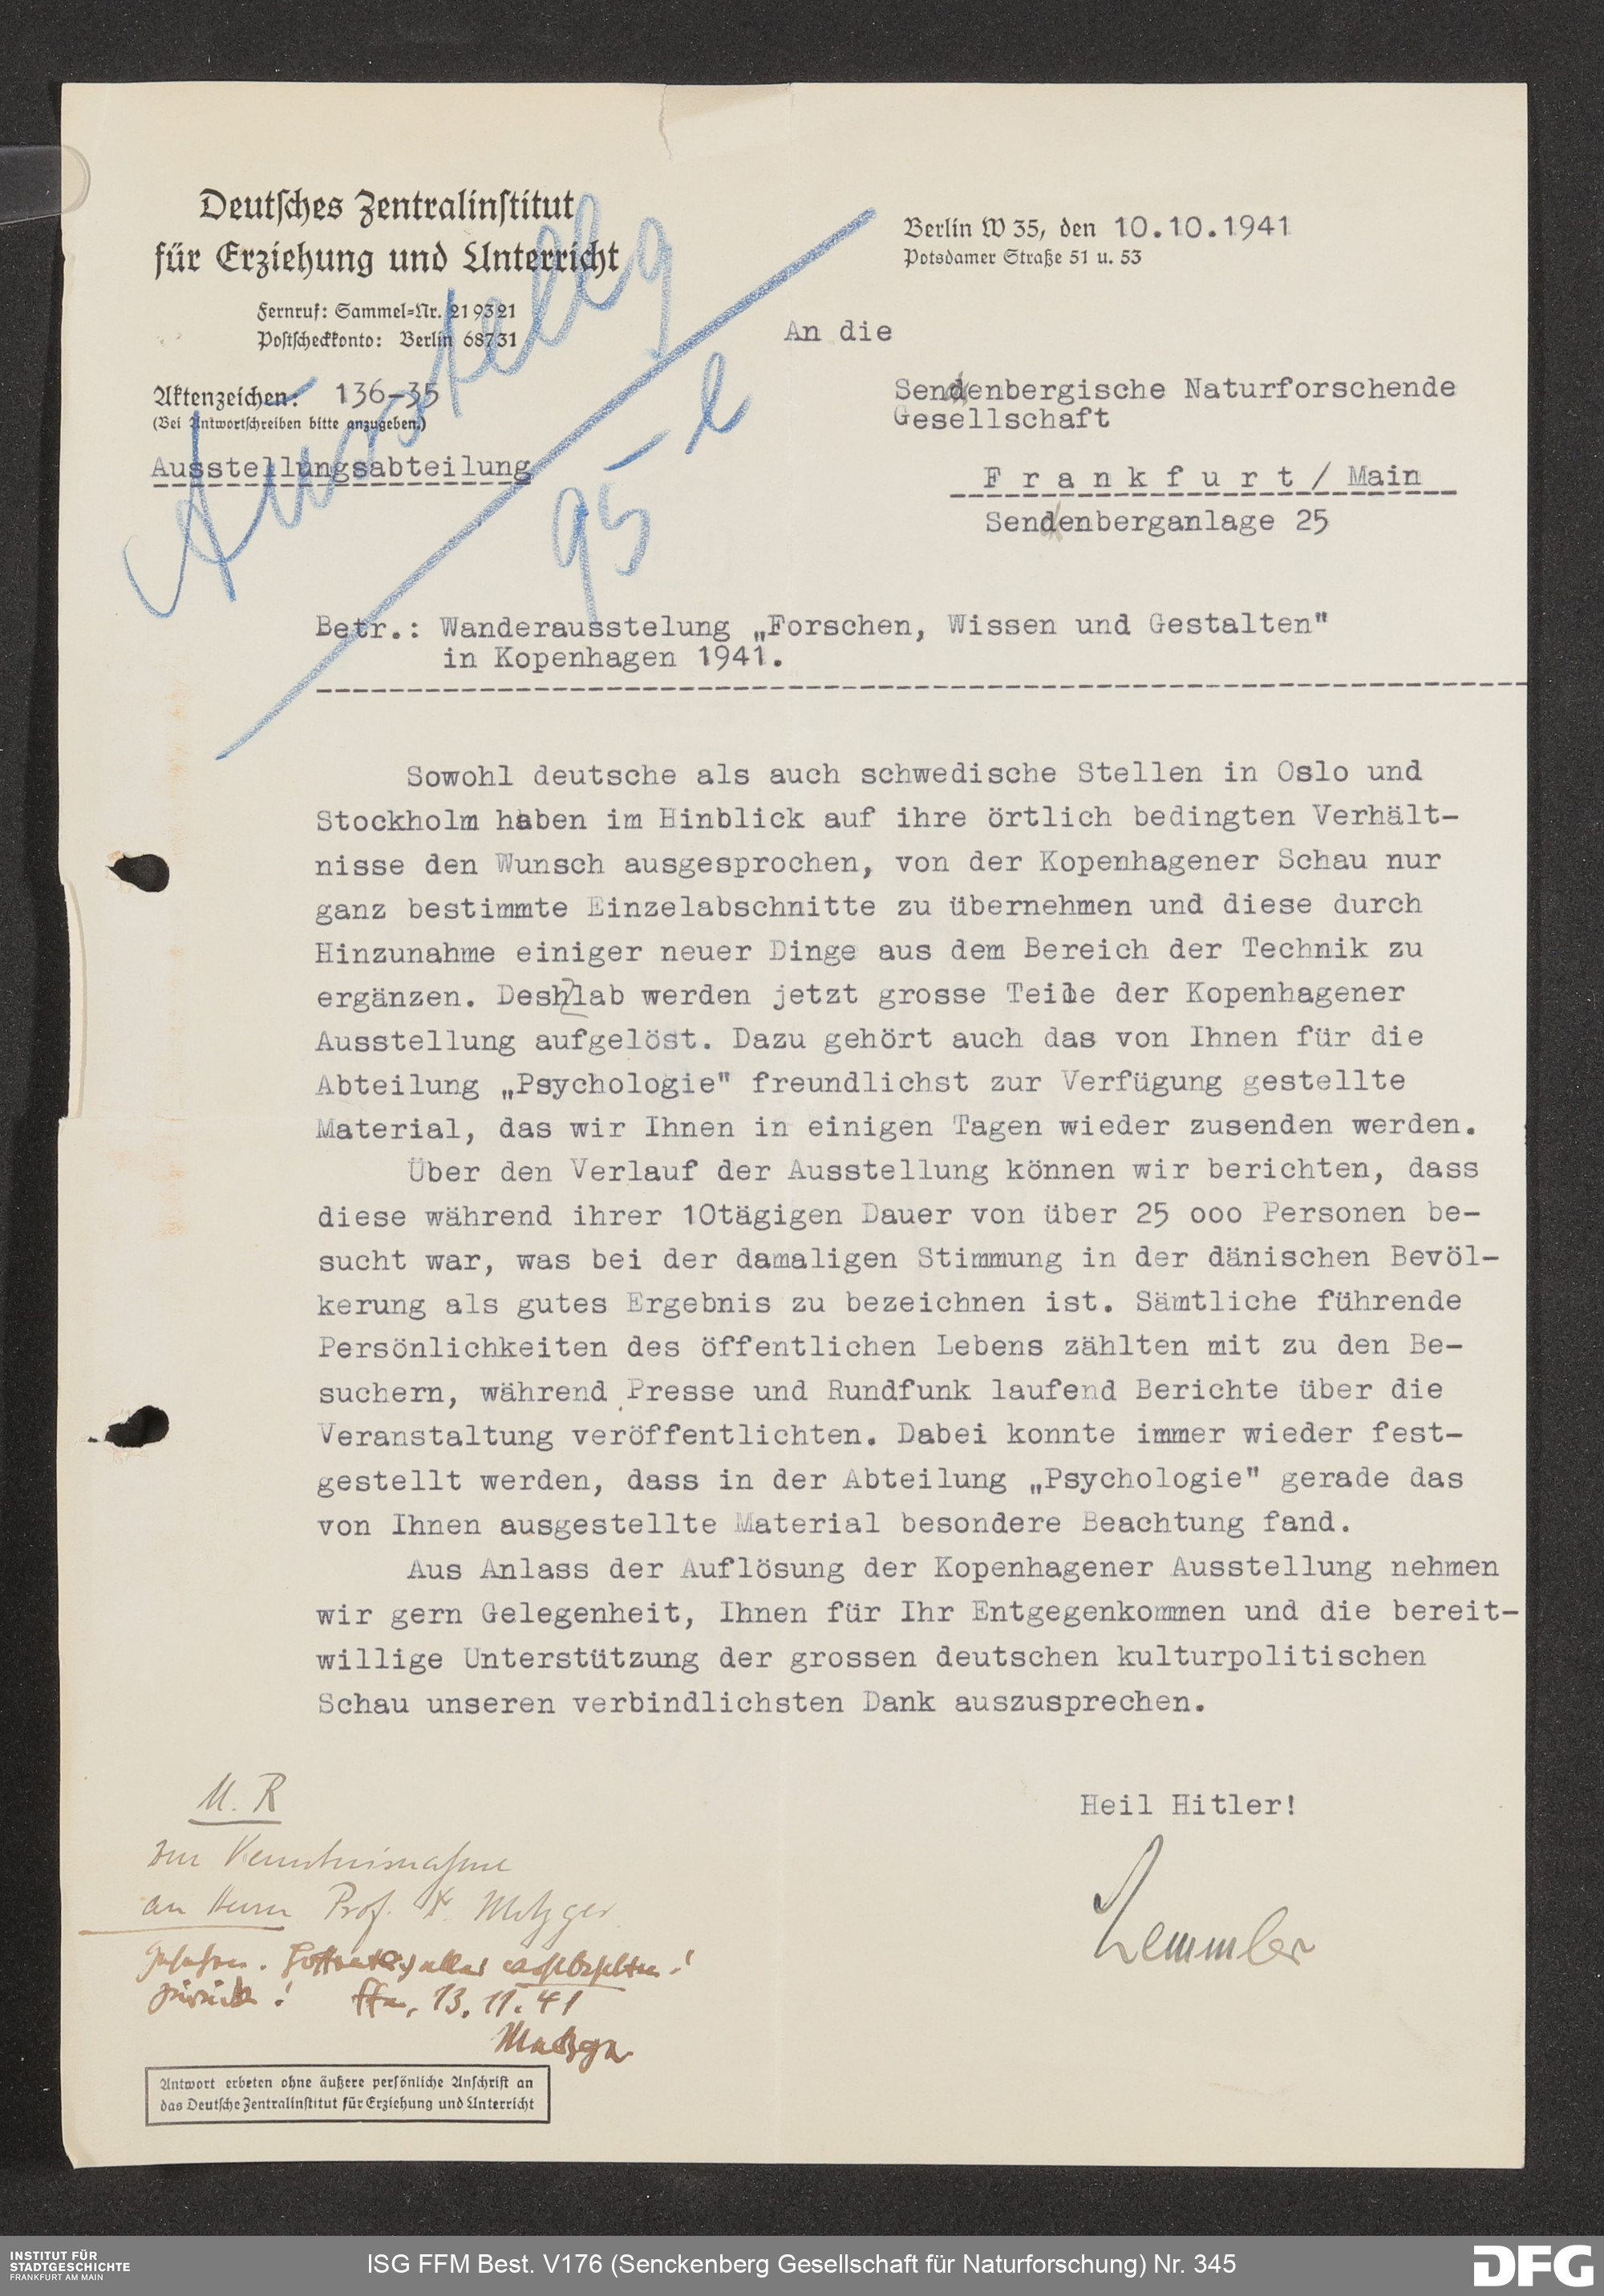 Deutsches Zentralinstitut
für Erziehung und Unterricht
Fernruf: Sammel-Nr. 219321
Postscheckkonto: Berlin 68731
Aktenzeichen: 136-35
(Bei Antwortschreiben bitte anzugeben.)
Ausstellungsabteilung
Berlin W 35, den 10.10.1941
Potsdamer Straße 51 u. 53
An die
Sendenbergische Naturforschende
Gesellschaft
Frankfurt/Main
Sendenberganlage 25
95
Betr.: Wanderausstelung „Forschen, Wissen und Gestalten"
in Kopenhagen 1941.
Sowohl deutsche als auch schwedische Stellen in Oslo und
Stockholm haben im Hinblick auf ihre örtlich bedingten Verhält-
nisse den Wunsch ausgesprochen, von der Kopenhagener Schau nur
ganz bestimmte Einzelabschnitte zu übernehmen und diese durch
Hinzunahme einiger neuer Dinge aus dem Bereich der Technik zu
ergänzen. Deshlab werden jetzt grosse Teile der Kopenhagener
Ausstellung aufgelöst. Dazu gehört auch das von Ihnen für die
Abteilung „Psychologie" freundlichst zur Verfügung gestellte
Material, das wir Ihnen in einigen Tagen wieder zusenden werden.
Über den Verlauf der Ausstellung können wir berichten, dass
diese während ihrer 10tägigen Dauer von über 25 ooo Personen be-
sucht war, was bei der damaligen Stimmung in der dänischen Bevöl-
kerung als gutes Ergebnis zu bezeichnen ist. Sämtliche führende
Persönlichkeiten des öffentlichen Lebens zählten mit zu den Be-
suchern, während Presse und Rundfunk laufend Berichte über die
Veranstaltung veröffentlichten. Dabei konnte immer wieder fest-
gestellt werden, dass in der Abteilung „Psychologie" gerade das
von Ihnen ausgestellte Material besondere Beachtung fand.
Aus Anlass der Auflösung der Kopenhagener Ausstellung nehmen
wir gern Gelegenheit, Ihnen für Ihr Entgegenkommen und die bereit-
willige Unterstützung der grossen deutschen kulturpolitischen
Schau unseren verbindlichsten Dank auszusprechen.
Heil Hitler!
M. R
zur Kenntnisnahme
an Herrn Prof. Metzger
Gesehen.
zurück! Ffm, 13. 11. 41
Metzger
Antwort erbeten ohne äußere persönliche Anschrift an
das Deutsche Zentralinstitut für Erziehung und Unterricht
INSTITUT FÜR
STADTGESCHICHTE
FRANKFURT AM MAIN
ISG FFM Best. V176 (Senckenberg Gesellschaft für Naturforschung) Nr. 345
DFG